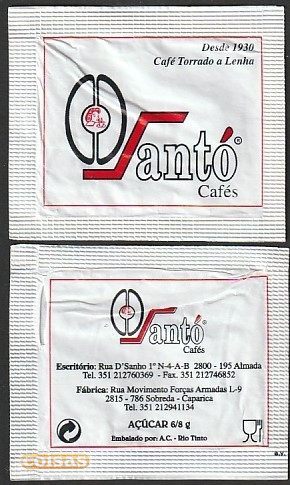 Desde 1930
Café Torrado a Lenha
Santó®
Cafés
Santó®
Cafés
Escritório: Rua D'Sanho 1º N-4-A-B 2800 - 195 Almada
Tel. 351 212760369 - Fax. 351 212746852
Fábrica: Rua Movimento Forças Armadas L-9
2815 - 786 Sobreda - Caparica
Tel. 351 212941134
AÇÚCAR 6/8 g
Embalado por: A.C. - Rio Tinto
coisas
B.V.